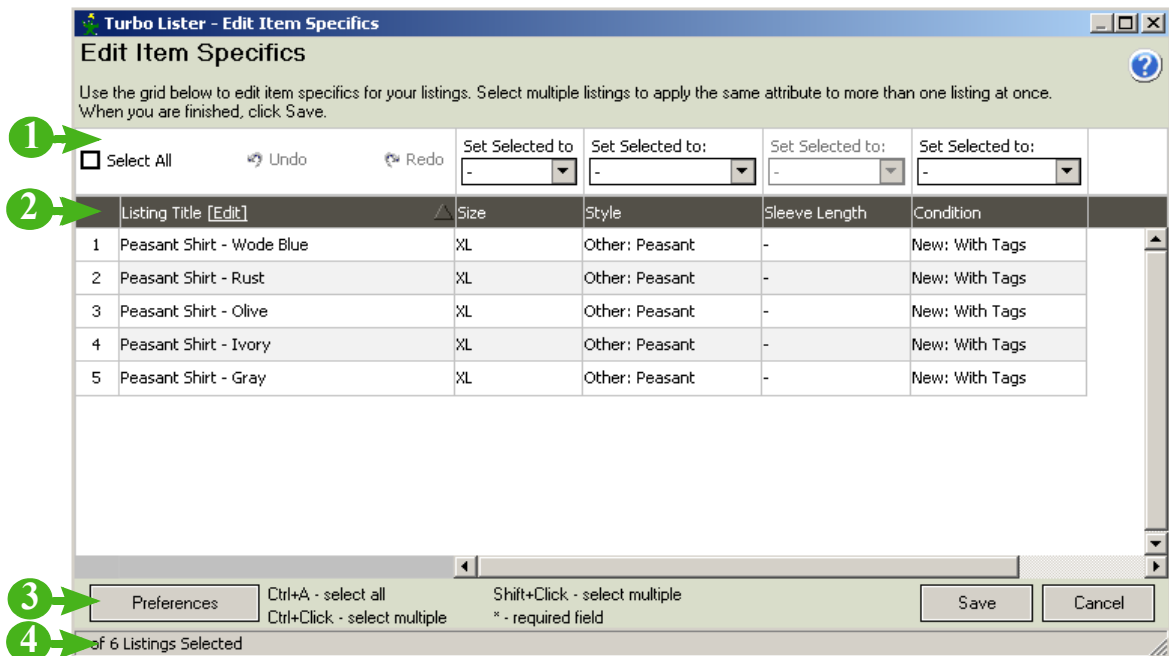 Turbo Lister - Edit Item Specifics
Edit Item Specifics
Use the grid below to edit item specifics for your listings. Select multiple listings to apply the same attribute to more than one listing at once.
When you are finished, click Save.
1
Select All Undo Redo Set Selected to Set Selected to: Set Selected to: Set Selected to:
- - - -
2 Listing Title [Edit] Size Style Sleeve Length Condition
1 Peasant Shirt - Wode Blue XL Other: Peasant - New: With Tags
2 Peasant Shirt - Rust XL Other: Peasant - New: With Tags
3 Peasant Shirt - Olive XL Other: Peasant - New: With Tags
4 Peasant Shirt - Ivory XL Other: Peasant - New: With Tags
5 Peasant Shirt - Gray XL Other: Peasant - New: With Tags
3 Preferences Ctrl+A - select all Shift+Click - select multiple Save Cancel
Ctrl+Click - select multiple * - required field
4 of 6 Listings Selected